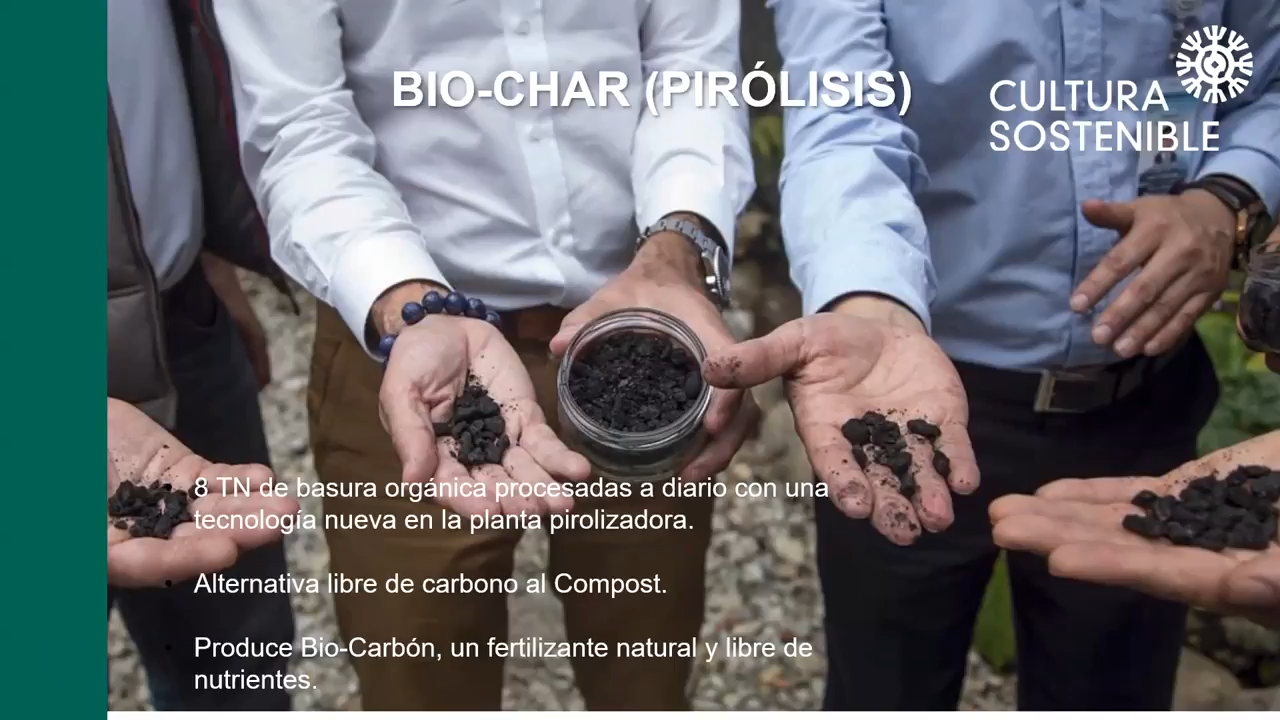 BIO-CHAR (PIRÓLISIS)
CULTURA
SOSTENIBLE
8 TN de basura orgánica procesadas a diario con una
tecnología nueva en la planta pirolizadora.
Alternativa libre de carbono al Compost.
Produce Bio-Carbón, un fertilizante natural y libre de
nutrientes.